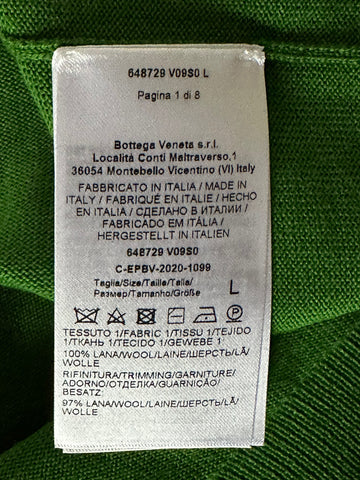 648729 V09S0 L
Pagina 1 di 8
Bottega Veneta s.r.l.
Località Conti Maltraverso,1
36054 Montebello Vicentino (VI) Italy
FABBRICATO IN ITALIA / MADE IN
ITALY / FABRIQUÉ EN ITALIE / HECHO
EN ITALIA / СДЕЛАНО В ИТАЛИИ /
FABRICADO EM ITÁLIA /
HERGESTELLT IN ITALIEN
648729 V09S0
C-EPBV-2020-1099
Taglia/Size/Taille/Talla/
Размер/Tamanho/Größe
L
TESSUTO 1/FABRIC 1/TISSU 1/TEJIDO
1/ТКАНЬ 1/TECIDO 1/GEWEBE 1:
100% LANA/WOOL/LAINE/ШЕРСТЬ/LÃ/
WOLLE
RIFINITURA/TRIMMING/GARNITURE/
ADORNO/ОТДЕЛКА/GUARNIÇÃO/
BESATZ:
97% LANA/WOOL/LAINE/ШЕРСТЬ/LÃ/
WOLLE